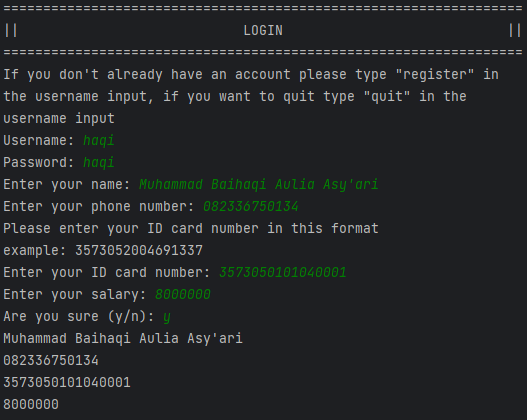 =================================================================
|| LOGIN ||
=================================================================
If you don't already have an account please type "register" in
the username input, if you want to quit type "quit" in the
username input
Username: haqi
Password: haqi
Enter your name: Muhammad Baihaqi Aulia Asy'ari
Enter your phone number: 082336750134
Please enter your ID card number in this format
example: 3573052004691337
Enter your ID card number: 3573050101040001
Enter your salary: 8000000
Are you sure (y/n): y
Muhammad Baihaqi Aulia Asy'ari
082336750134
3573050101040001
8000000